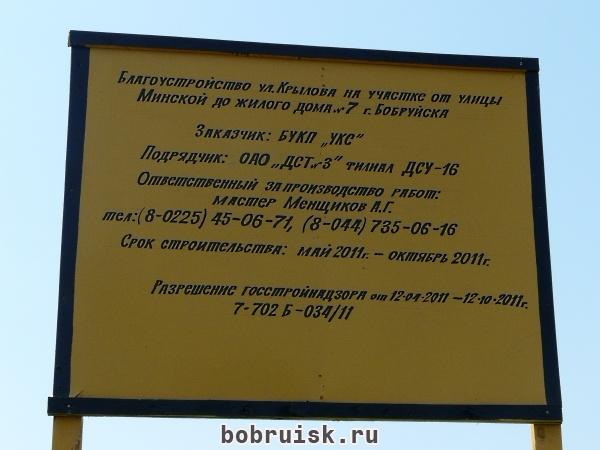 Благоустройство ул.Крылова на участке от улицы
Минской до жилого дома №7 г. Бобруйска
Заказчик: БУКП „УКС"
Подрядчик: ОАО „ДСТ №3" филиал ДСУ-16
Ответственный за производство работ:
мастер Менщиков А.Г.
тел.:(8-0225) 45-06-71, (8-044) 735-06-16
Срок строительства: май 2011г. – октябрь 2011г.
Разрешение госстройнадзора от 12-04-2011 –12-10-2011г.
7-702 Б-034/11
bobruisk.ru